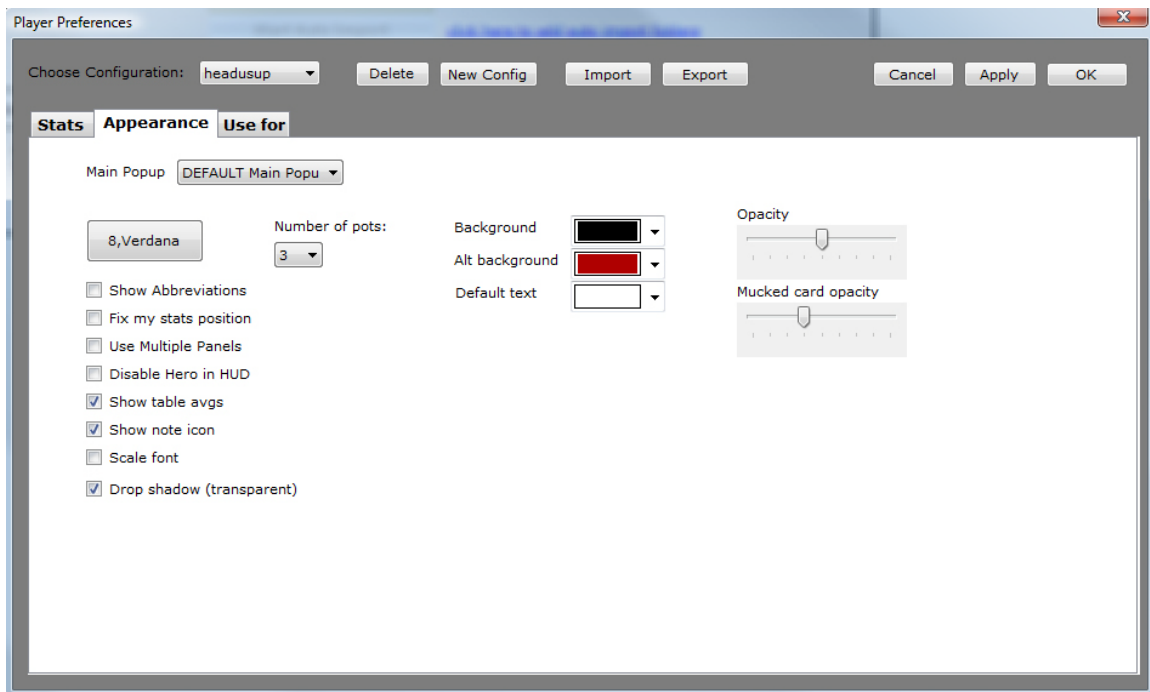 Player Preferences
Choose Configuration: headusup Delete New Config Import Export Cancel Apply OK
Stats Appearance Use for
Main Popup DEFAULT Main Popu
8,Verdana
Number of pots:
3
Background
Alt background
Default text
Opacity
Mucked card opacity
Show Abbreviations
Fix my stats position
Use Multiple Panels
Disable Hero in HUD
Show table avgs
Show note icon
Scale font
Drop shadow (transparent)